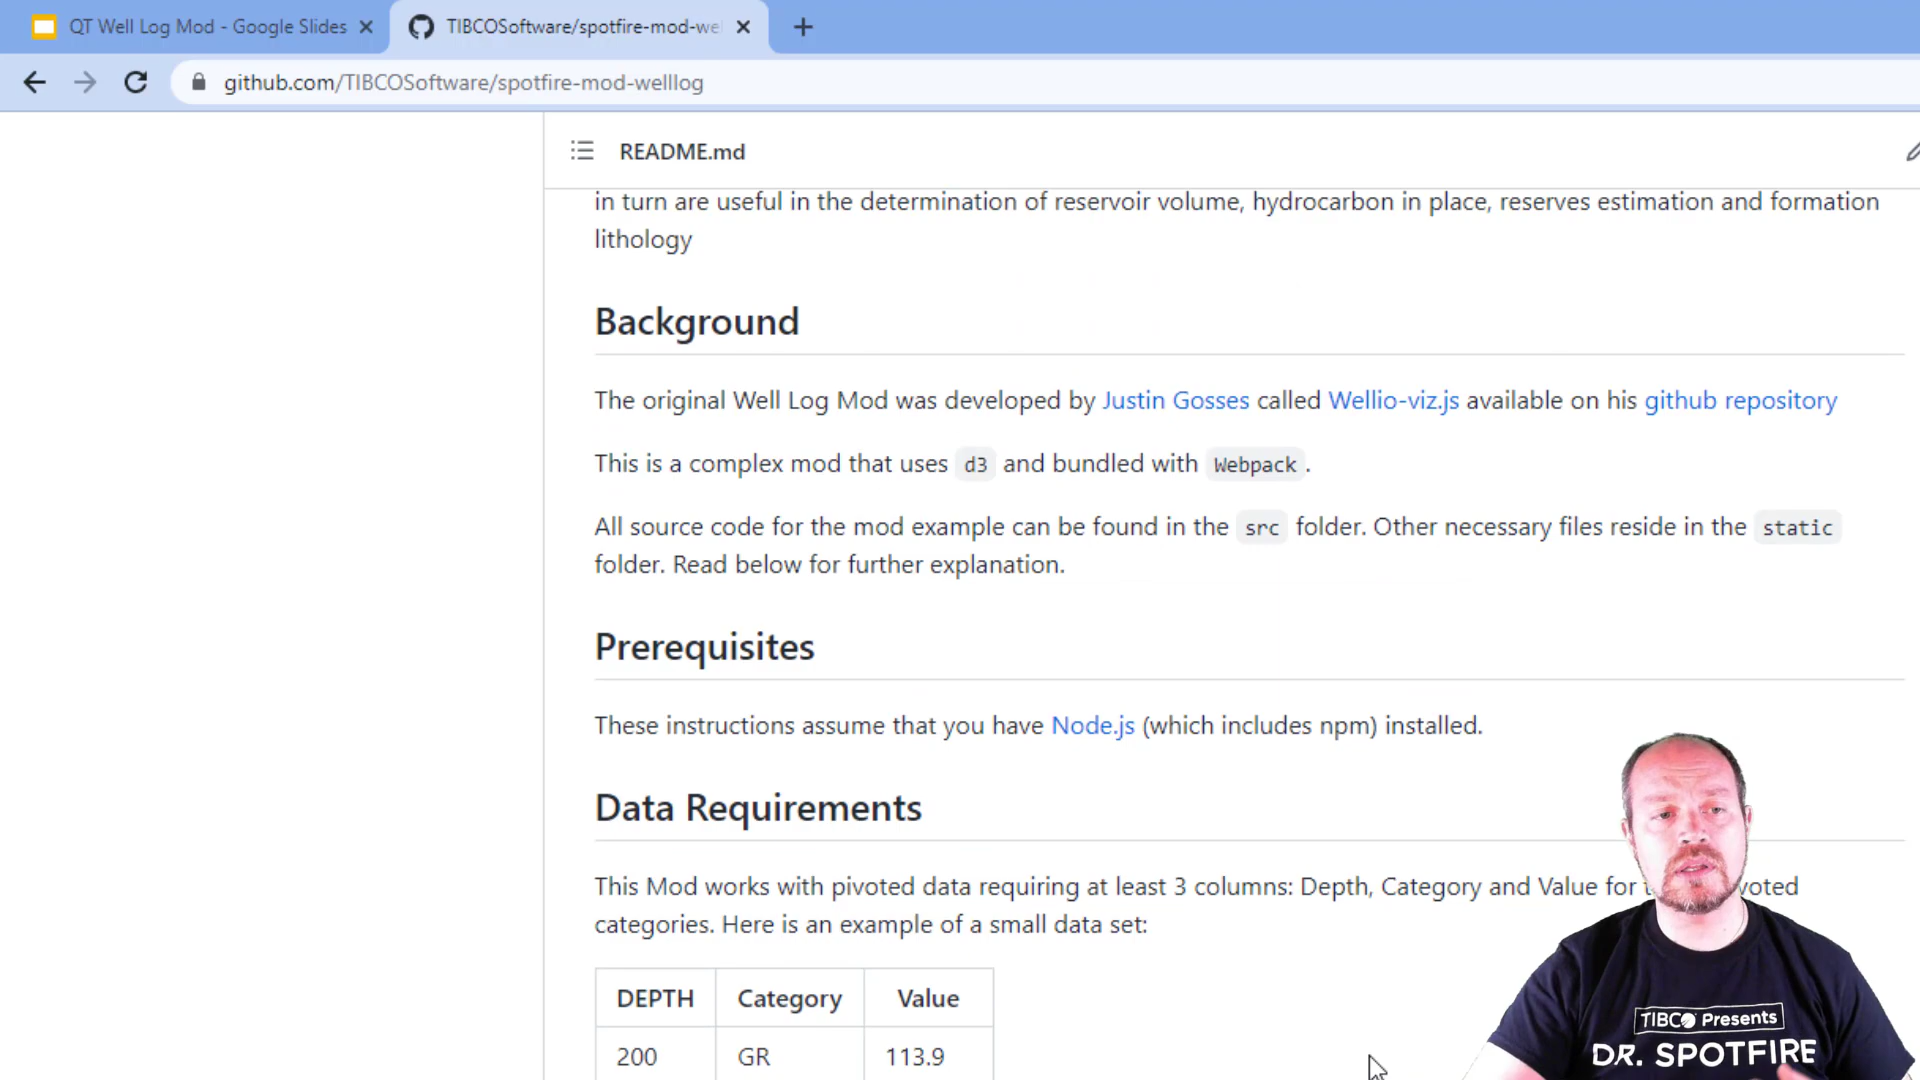 QT Well Log Mod - Google Slides
TIBCOSoftware/spotfire-mod-we
github.com/TIBCOSoftware/spotfire-mod-welllog
README.md
in turn are useful in the determination of reservoir volume, hydrocarbon in place, reserves estimation and formation
lithology
Background
The original Well Log Mod was developed by Justin Gosses called Wellio-viz.js available on his github repository
This is a complex mod that uses d3 and bundled with Webpack.
All source code for the mod example can be found in the src folder. Other necessary files reside in the static
folder. Read below for further explanation.
Prerequisites
These instructions assume that you have Node.js (which includes npm) installed.
Data Requirements
This Mod works with pivoted data requiring at least 3 columns: Depth, Category and Value for
categories. Here is an example of a small data set:
DEPTH Category Value
200 GR 113.9
TIBCO Presents
DR. SPOTFIRE